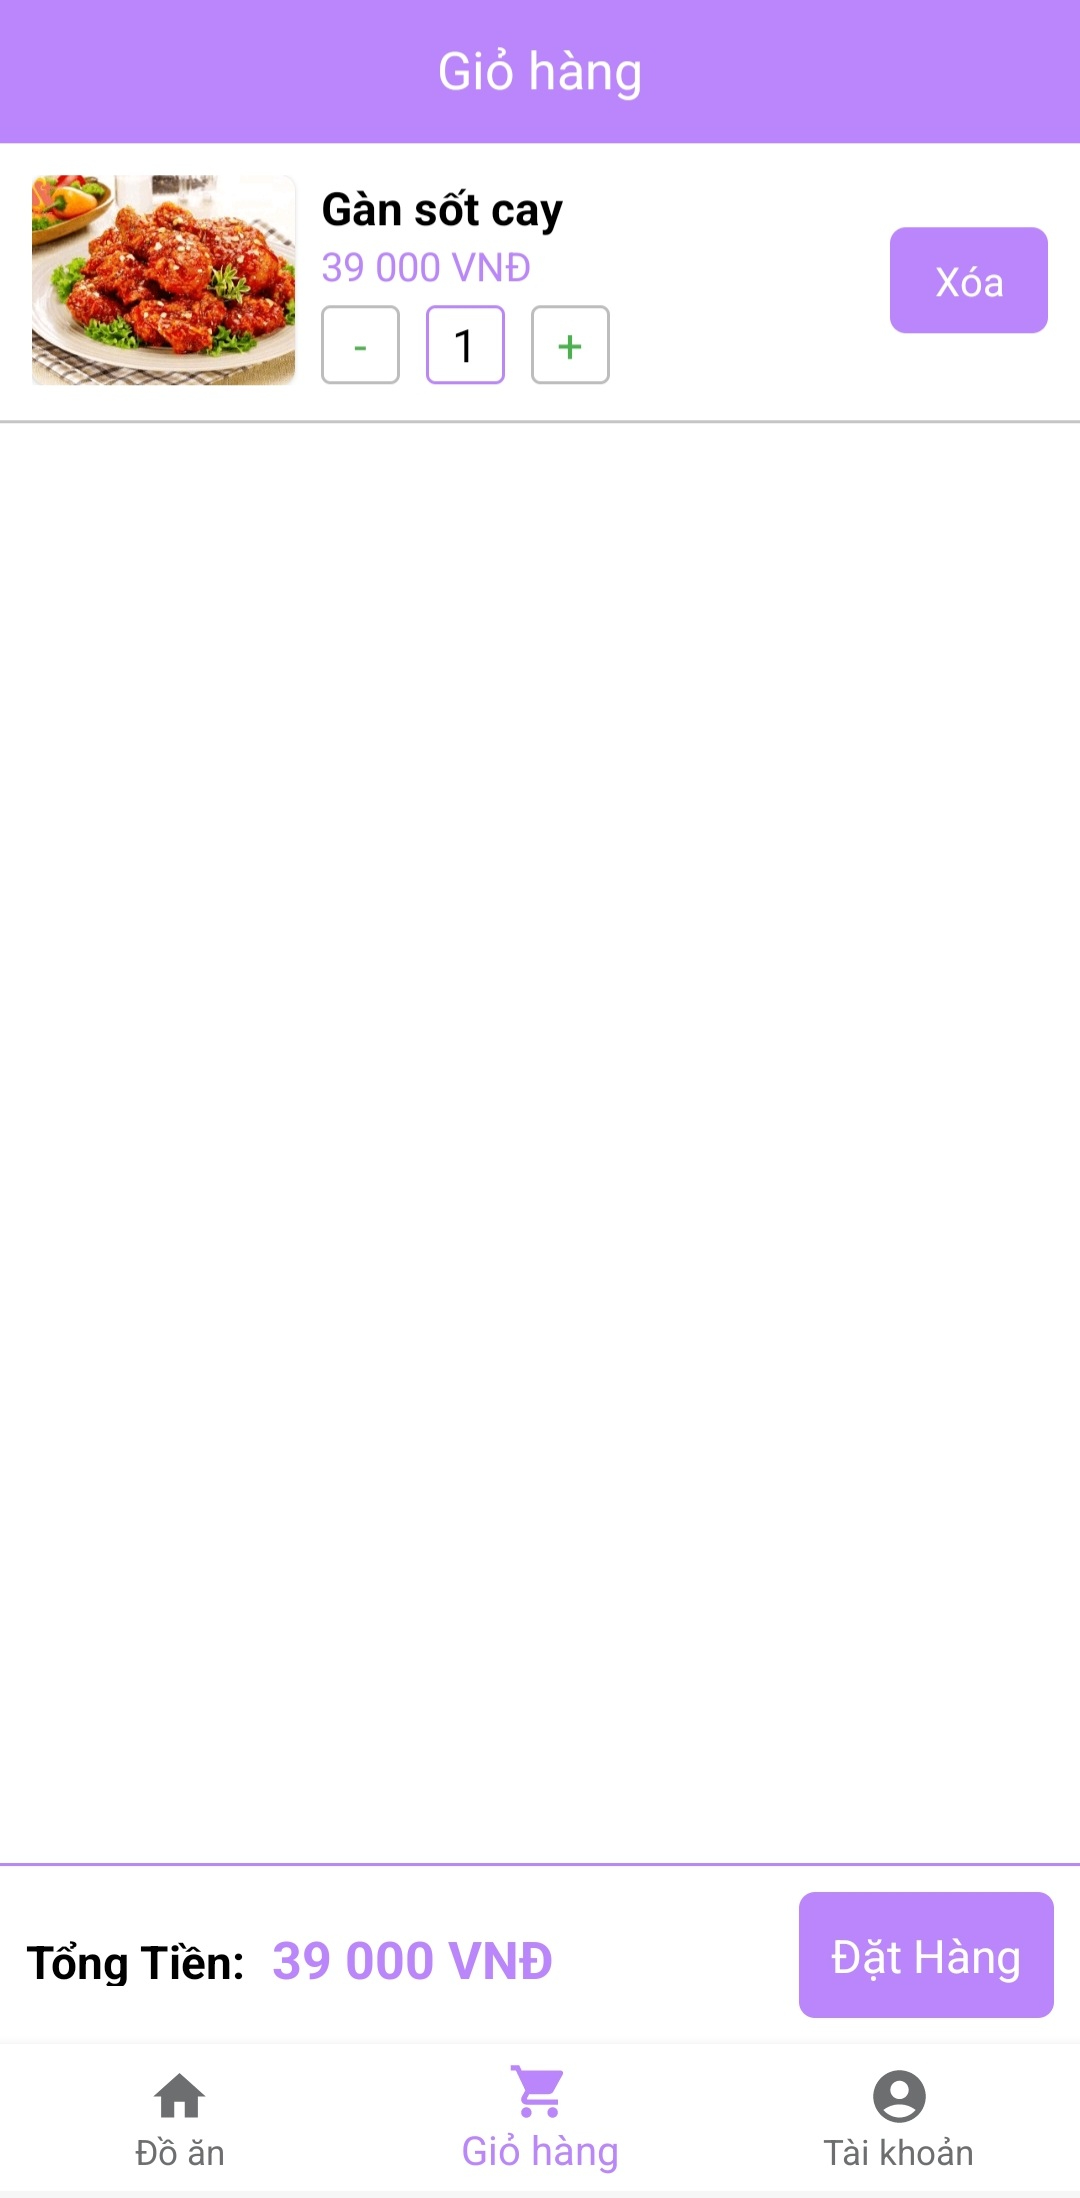 Giỏ hàng
Gàn sốt cay
39 000 VNĐ
- 1 +
Xóa
Tổng Tiền: 39 000 VNĐ
Đặt Hàng
Đồ ăn
Giỏ hàng
Tài khoản